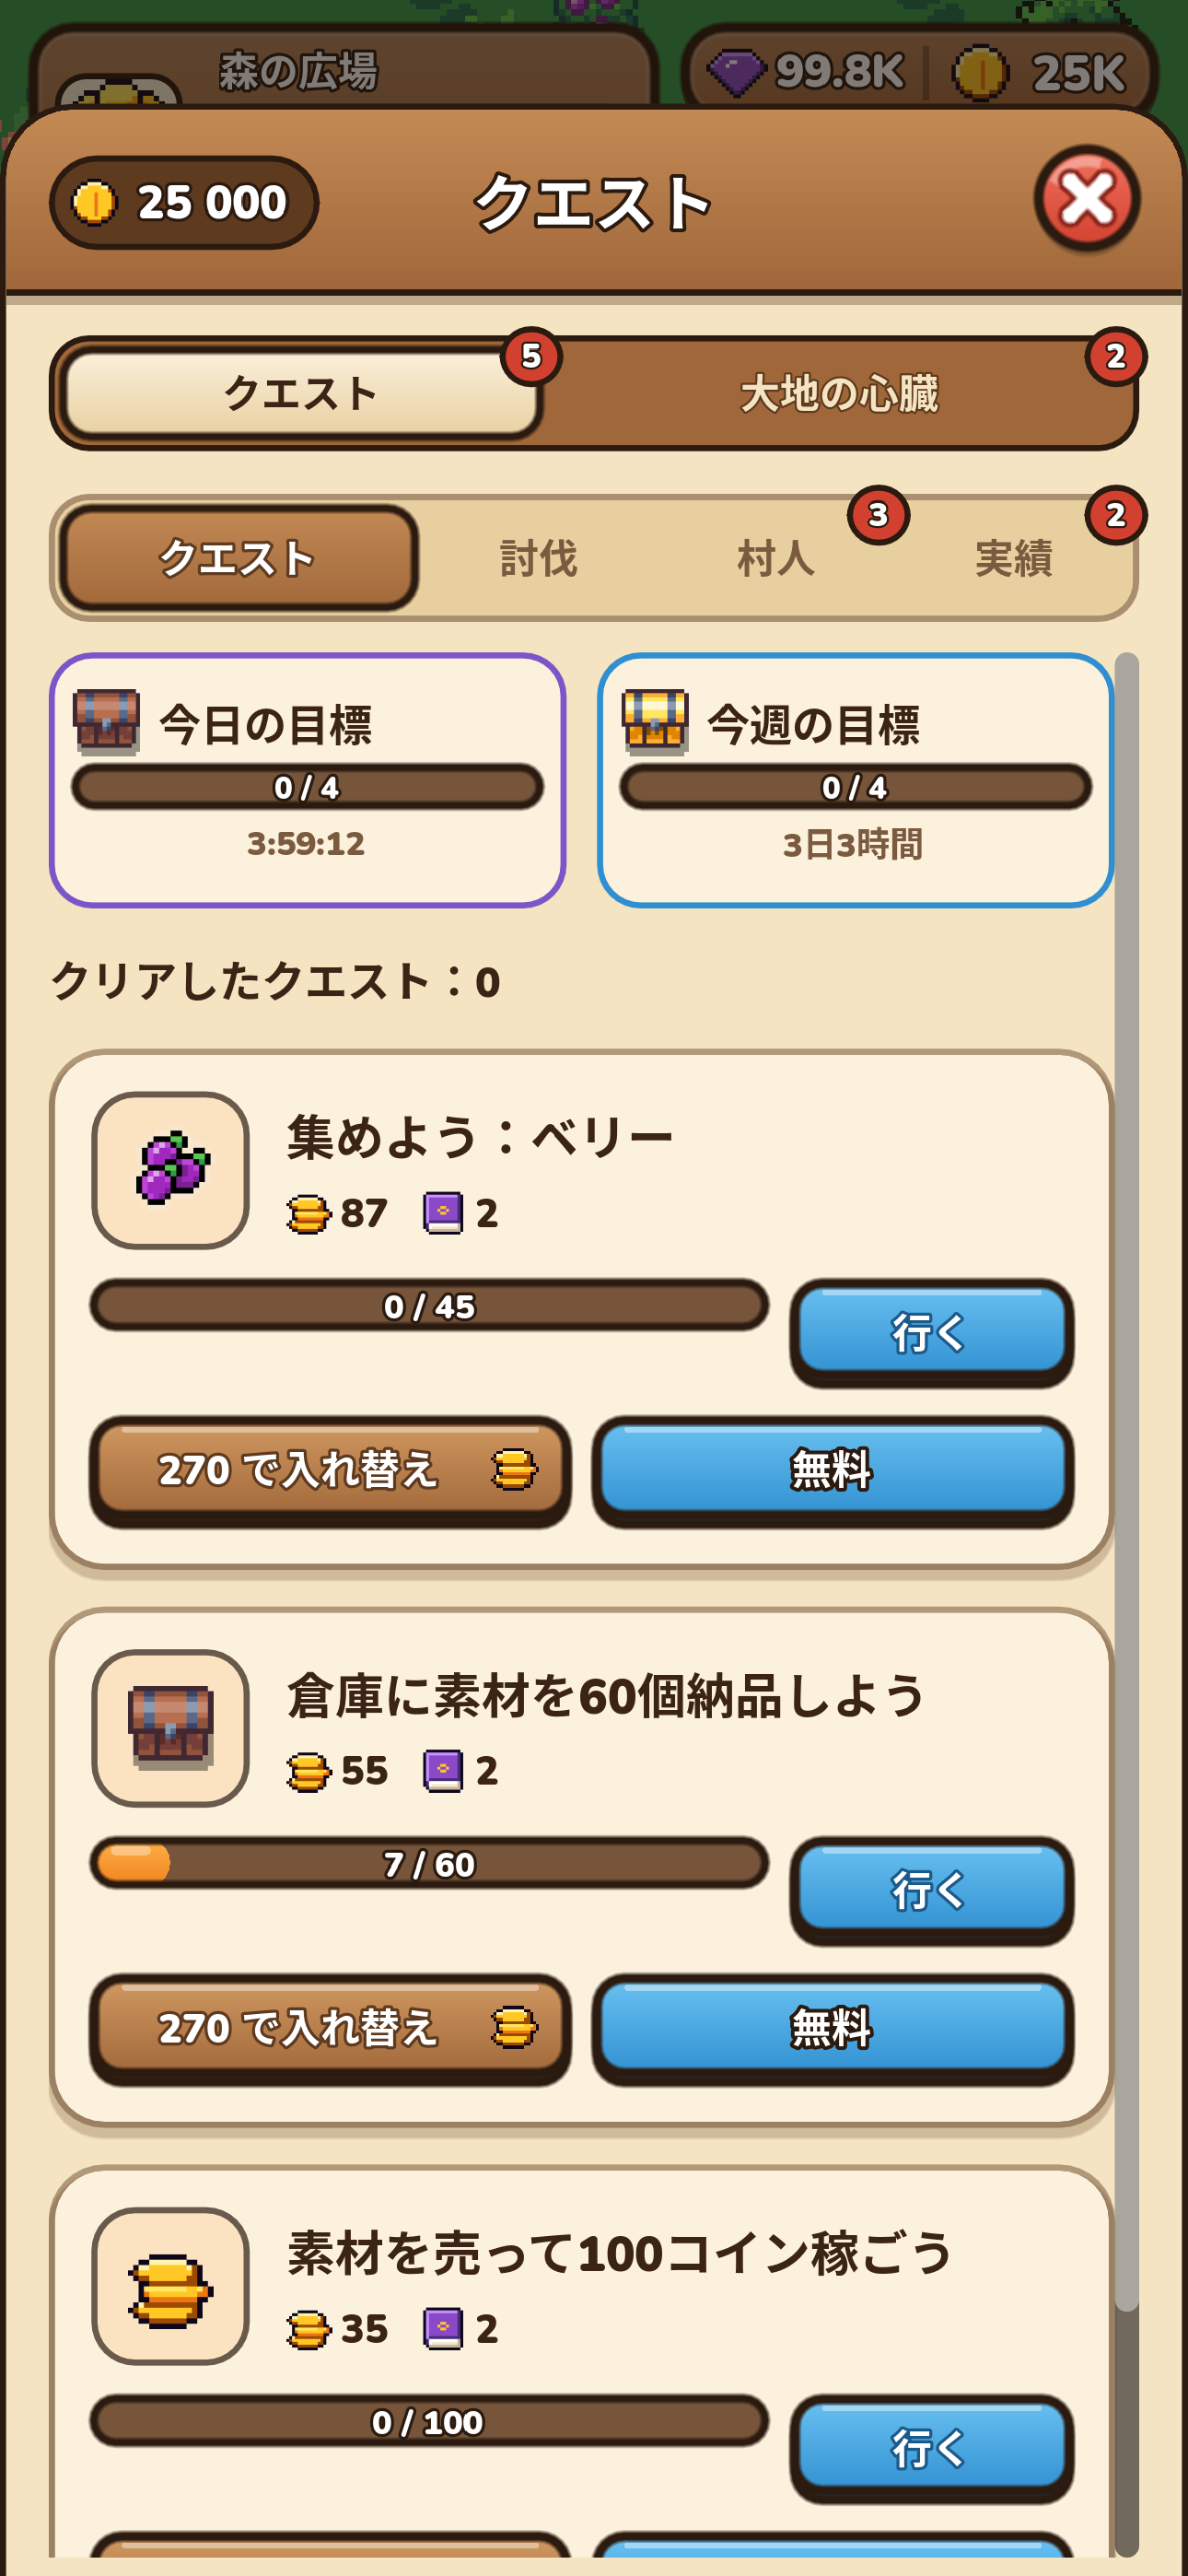 森の広場
99.8K
25K
25 000
クエスト
クエスト
5
大地の心臓
2
クエスト
討伐
村人
3
実績
2
今日の目標
0 / 4
3:59:12
今週の目標
0 / 4
3日3時間
クリアしたクエスト：0
集めよう：ベリー
87
2
0 / 45
行く
270 で入れ替え
無料
倉庫に素材を60個納品しよう
55
2
7 / 60
行く
270 で入れ替え
無料
素材を売って100コイン稼ごう
35
2
0 / 100
行く